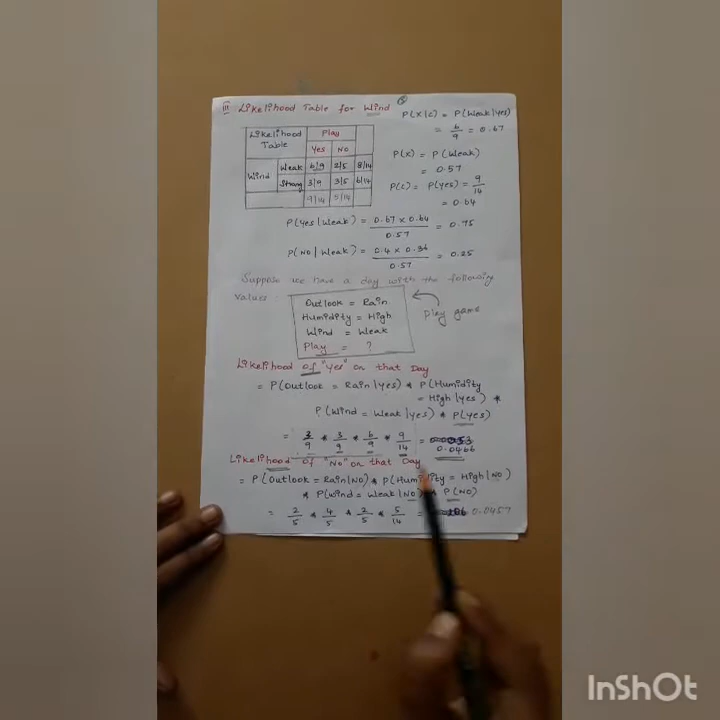 III Likelihood Table for Wind
P(X|C) = P(Weak|Yes)
= 6/9 = 0.67
Likelihood Table Play
Yes No
Wind Weak 6/9 2/5 8/14
Strong 3/9 3/5 6/14
9/14 5/14
P(X) = P(Weak)
= 0.57
P(C) = P(Yes) = 9/14
= 0.64
P(Yes|Weak) = 0.67 x 0.64 / 0.57 = 0.75
P(NO|Weak) = 0.4 x 0.36 / 0.57 = 0.25
Suppose we have a day with the following
values :
Outlook = Rain
Humidity = High
Wind = Weak
Play = ?
play game
Likelihood of "Yes" on that Day
= P(Outlook = Rain|Yes) * P(Humidity
= High|Yes) *
P(Wind = Weak|Yes) * P(Yes)
= 3/9 * 3/9 * 6/9 * 9/14 =
0.0466
Likelihood of "No" on that Day
= P(Outlook = Rain|NO) * P(Humidity = High|NO)
* P(Wind = Weak|NO) * P(NO)
= 2/5 * 4/5 * 2/5 * 5/14 = 0.0457
InShOt